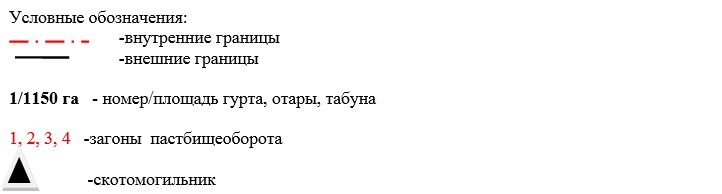 Условные обозначения:
-внутренние границы
-внешние границы
1/1150 га - номер/площадь гурта, отары, табуна
1, 2, 3, 4 -загоны пастбищеоборота
-скотомогильник